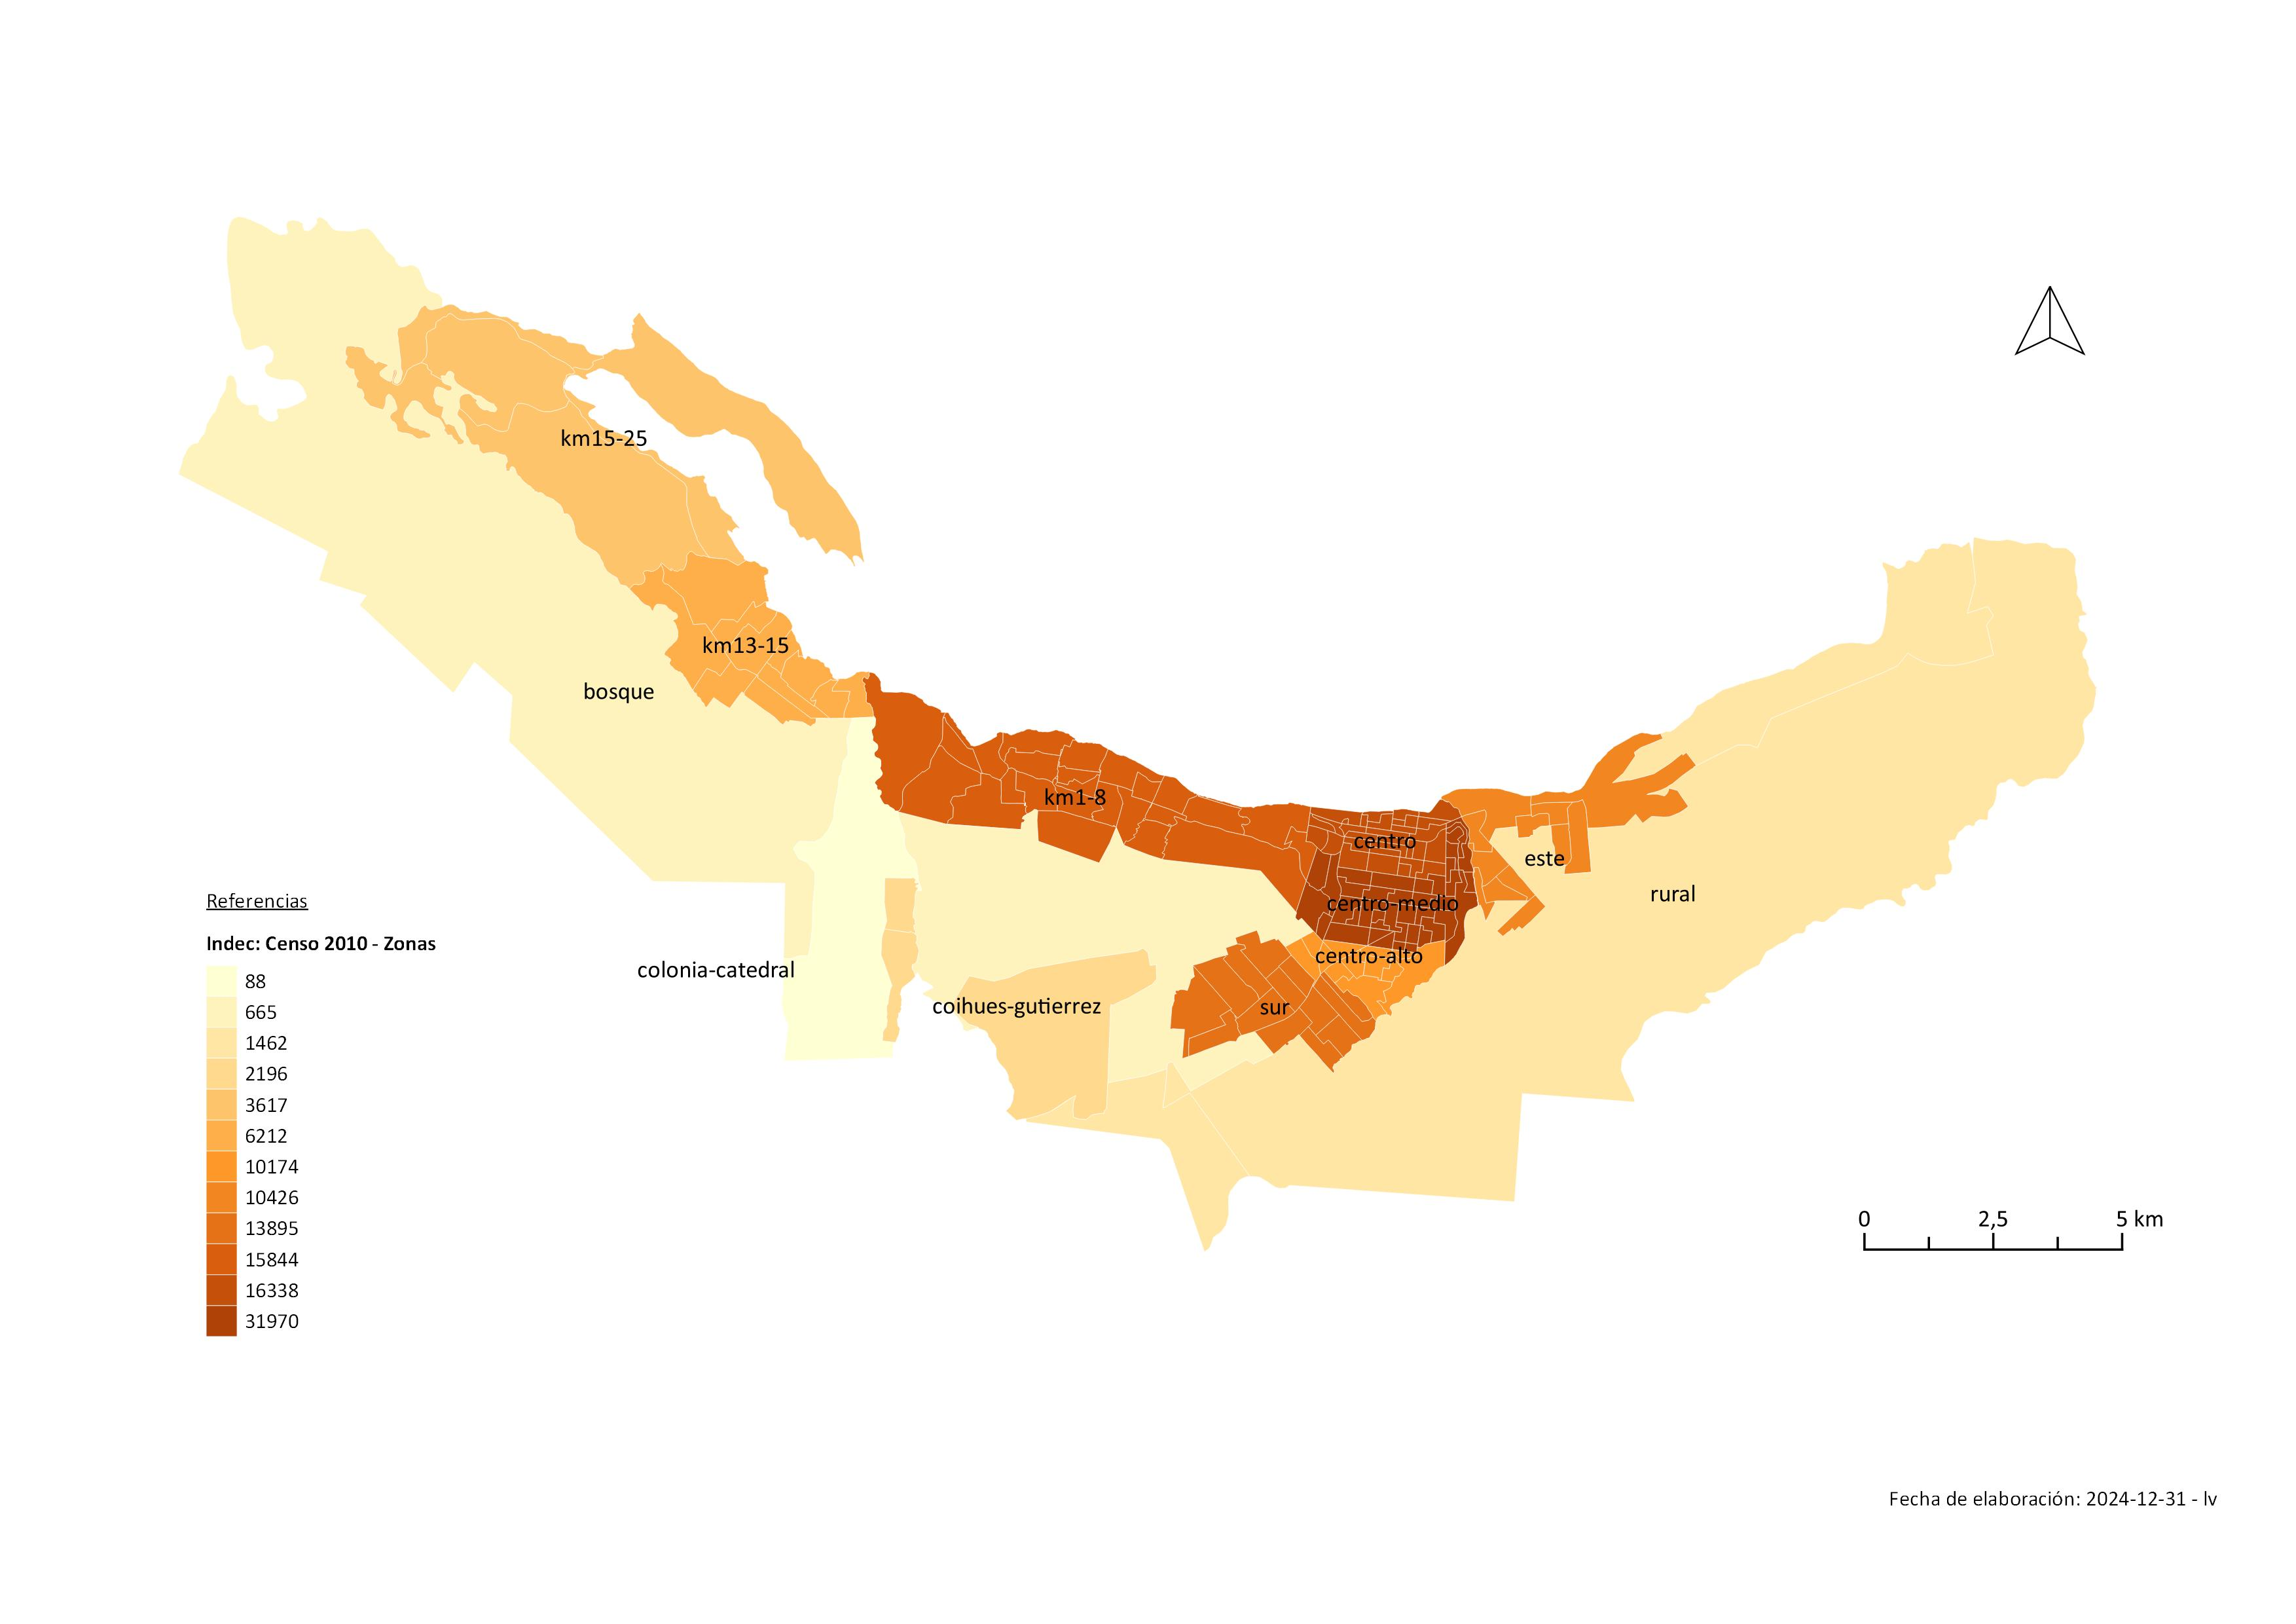 km15-25
km13-15
bosque
km1-8
centro
este
rural
centro-medio
centro-alto
colonia-catedral
coihues-gutierrez
sur
Referencias
Indec: Censo 2010 - Zonas
88
665
1462
2196
3617
6212
10174
10426
13895
15844
16338
31970
0 2,5 5 km
Fecha de elaboración: 2024-12-31 - lv